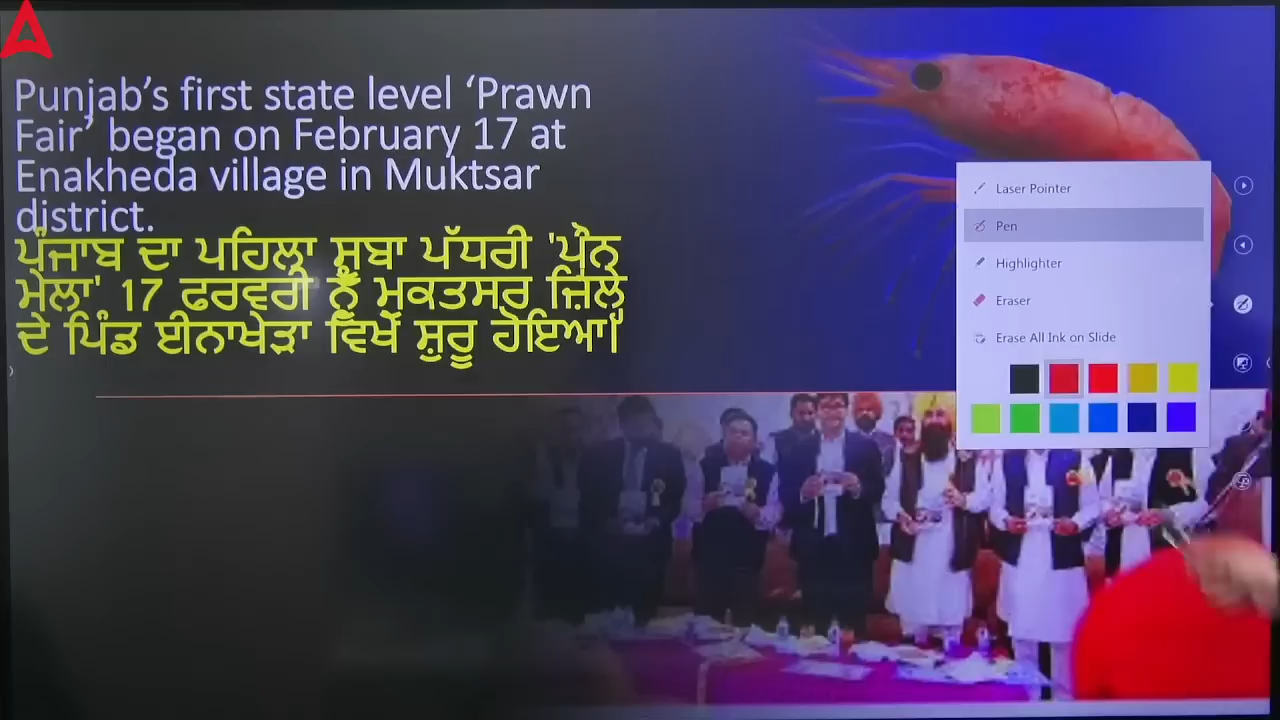 Punjab’s first state level ‘Prawn
Fair’ began on February 17 at
Enakheda village in Muktsar
district.
ਪੰਜਾਬ ਦਾ ਪਹਿਲਾ ਸੂਬਾ ਪੱਧਰੀ 'ਪ੍ਰੌਨ
ਮੇਲਾ' 17 ਫਰਵਰੀ ਨੂੰ ਮੁਕਤਸਰ ਜ਼ਿਲ੍ਹੇ
ਦੇ ਪਿੰਡ ਈਨਾਖੇੜਾ ਵਿਖੇ ਸ਼ੁਰੂ ਹੋਇਆ।
Laser Pointer
Pen
Highlighter
Eraser
Erase All Ink on Slide